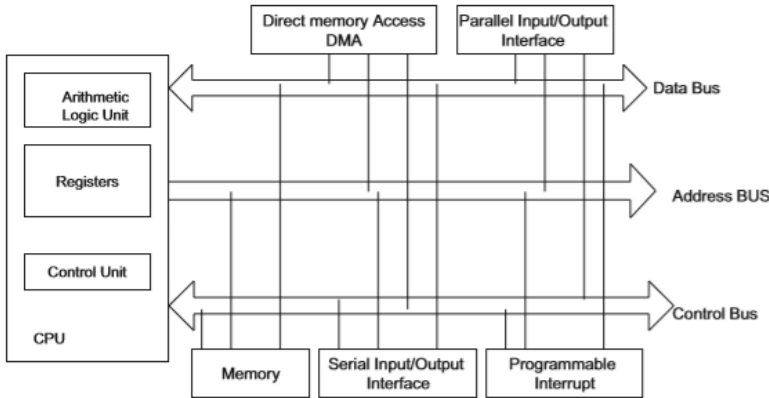 Direct memory Access
DMA
Parallel Input/Output
Interface
Arithmetic
Logic Unit
Data Bus
Registers
Address BUS
Control Unit
Control Bus
CPU
Memory
Serial Input/Output
Interface
Programmable
Interrupt